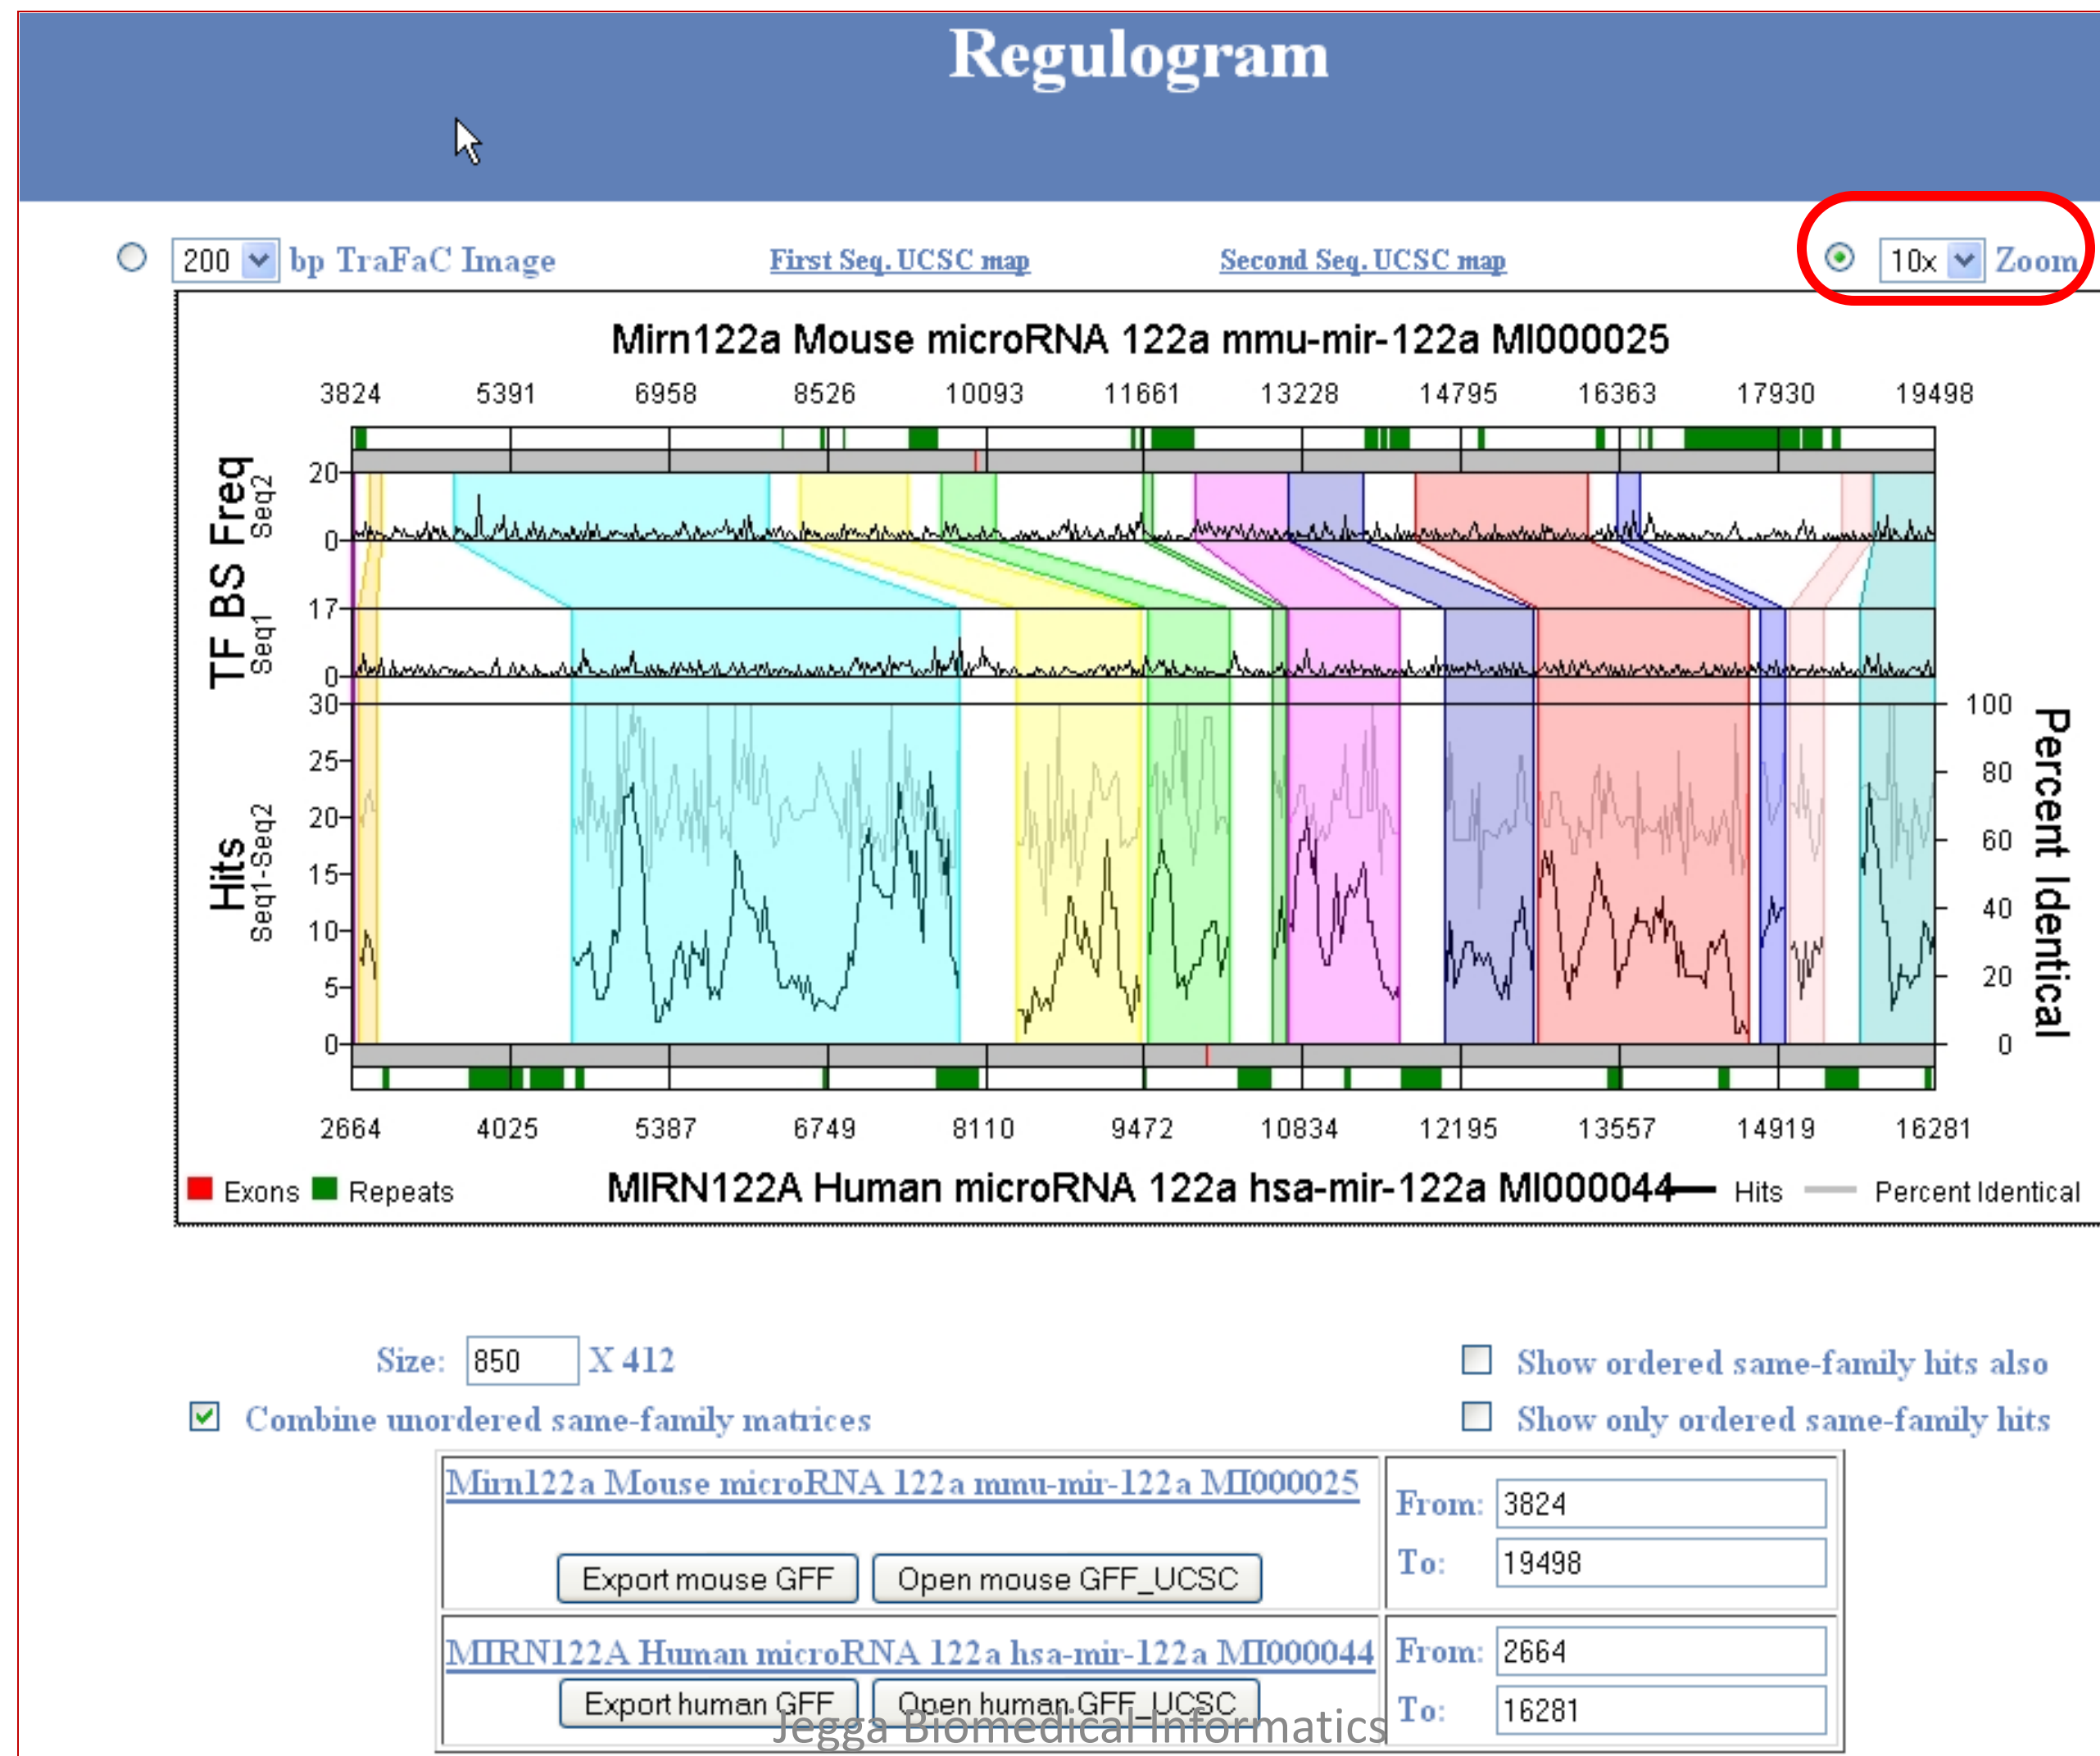 Regulogram
200 bp TraFaC Image First Seq. UCSC map Second Seq. UCSC map 10x Zoom
Mirn122a Mouse microRNA 122a mmu-mir-122a MI000025
3824 5391 6958 8526 10093 11661 13228 14795 16363 17930 19498
TF BS Freq
Seq2
20
0
Seq1
17
0
Hits
Seq1-Seq2
30
25
20
15
10
5
0
100
80
60
40
20
0
Percent Identical
2664 4025 5387 6749 8110 9472 10834 12195 13557 14919 16281
Exons Repeats MIRN122A Human microRNA 122a hsa-mir-122a MI000044 Hits Percent Identical
Size: 850 X 412 Show ordered same-family hits also
Combine unordered same-family matrices Show only ordered same-family hits
Mirn122a Mouse microRNA 122a mmu-mir-122a MI000025
From: 3824
Export mouse GFF Open mouse GFF_UCSC To: 19498
MIRN122A Human microRNA 122a hsa-mir-122a MI000044 From: 2664
Export human GFF Open human GFF_UCSC To: 16281
Jegga Biomedical Informatics